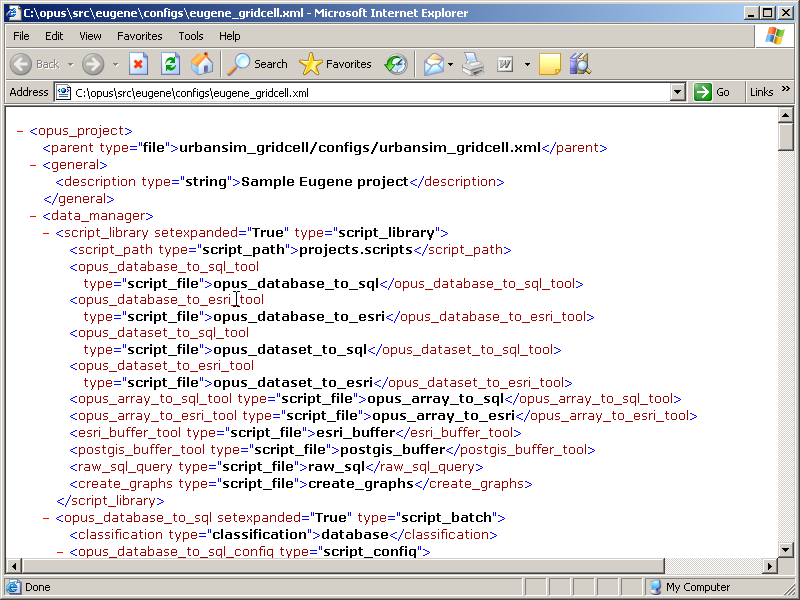 C:\opus\src\eugene\configs\eugene_gridcell.xml - Microsoft Internet Explorer
File Edit View Favorites Tools Help
Back Search Favorites
Address C:\opus\src\eugene\configs\eugene_gridcell.xml Go Links »
- <opus_project>
<parent type="file">urbansim_gridcell/configs/urbansim_gridcell.xml</parent>
- <general>
<description type="string">Sample Eugene project</description>
</general>
- <data_manager>
- <script_library setexpanded="True" type="script_library">
<script_path type="script_path">projects.scripts</script_path>
<opus_database_to_sql_tool
type="script_file">opus_database_to_sql</opus_database_to_sql_tool>
<opus_database_to_esri_tool
type="script_file">opus_database_to_esri</opus_database_to_esri_tool>
<opus_dataset_to_sql_tool
type="script_file">opus_dataset_to_sql</opus_dataset_to_sql_tool>
<opus_dataset_to_esri_tool
type="script_file">opus_dataset_to_esri</opus_dataset_to_esri_tool>
<opus_array_to_sql_tool type="script_file">opus_array_to_sql</opus_array_to_sql_tool>
<opus_array_to_esri_tool type="script_file">opus_array_to_esri</opus_array_to_esri_tool>
<esri_buffer_tool type="script_file">esri_buffer</esri_buffer_tool>
<postgis_buffer_tool type="script_file">postgis_buffer</postgis_buffer_tool>
<raw_sql_query type="script_file">raw_sql</raw_sql_query>
<create_graphs type="script_file">create_graphs</create_graphs>
</script_library>
- <opus_database_to_sql setexpanded="True" type="script_batch">
<classification type="classification">database</classification>
- <opus_database_to_sql_config type="script_config">
Done My Computer